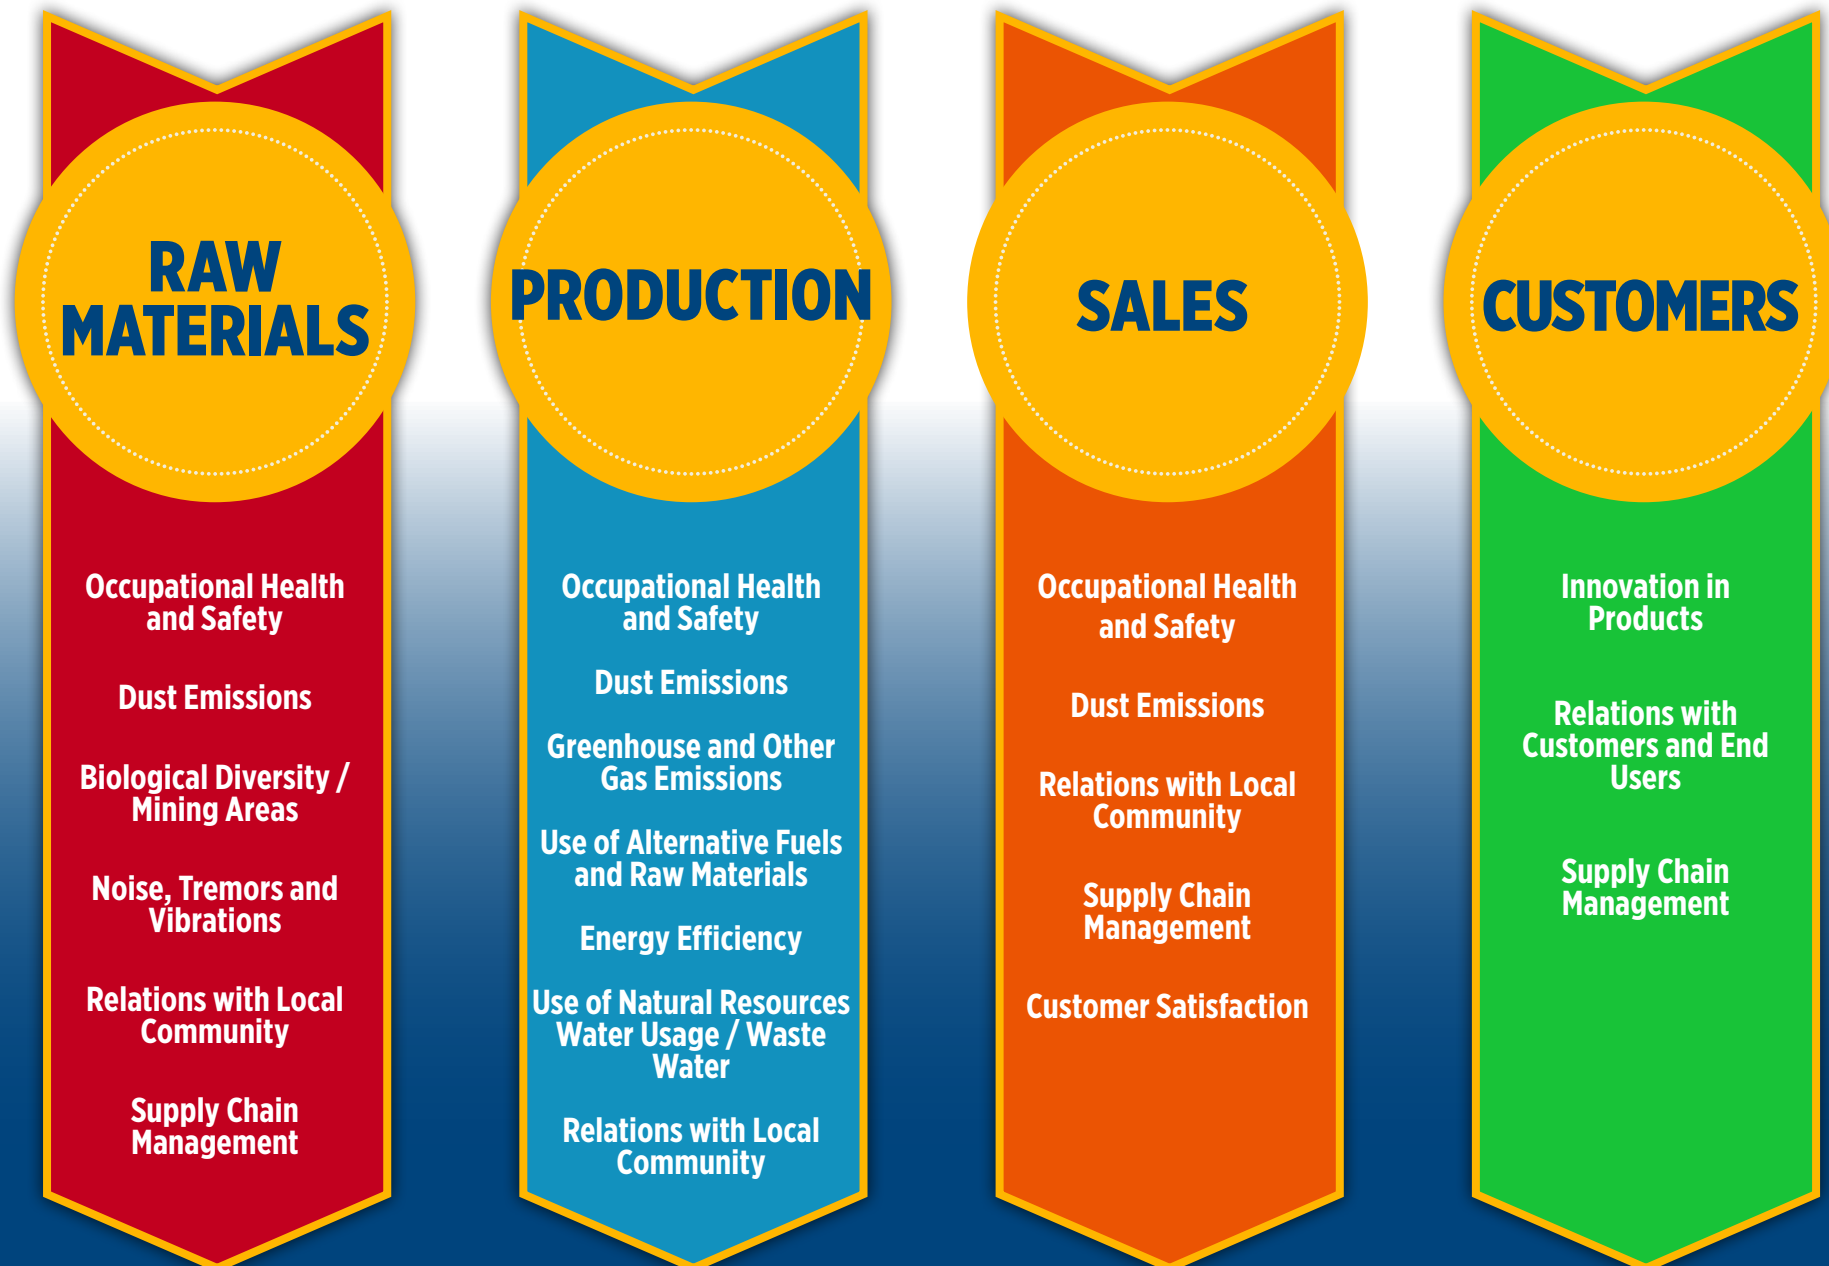 RAW
MATERIALS
Occupational Health
and Safety
Dust Emissions
Biological Diversity /
Mining Areas
Noise, Tremors and
Vibrations
Relations with Local
Community
Supply Chain
Management
PRODUCTION
Occupational Health
and Safety
Dust Emissions
Greenhouse and Other
Gas Emissions
Use of Alternative Fuels
and Raw Materials
Energy Efficiency
Use of Natural Resources
Water Usage / Waste
Water
Relations with Local
Community
SALES
Occupational Health
and Safety
Dust Emissions
Relations with Local
Community
Supply Chain
Management
Customer Satisfaction
CUSTOMERS
Innovation in
Products
Relations with
Customers and End
Users
Supply Chain
Management